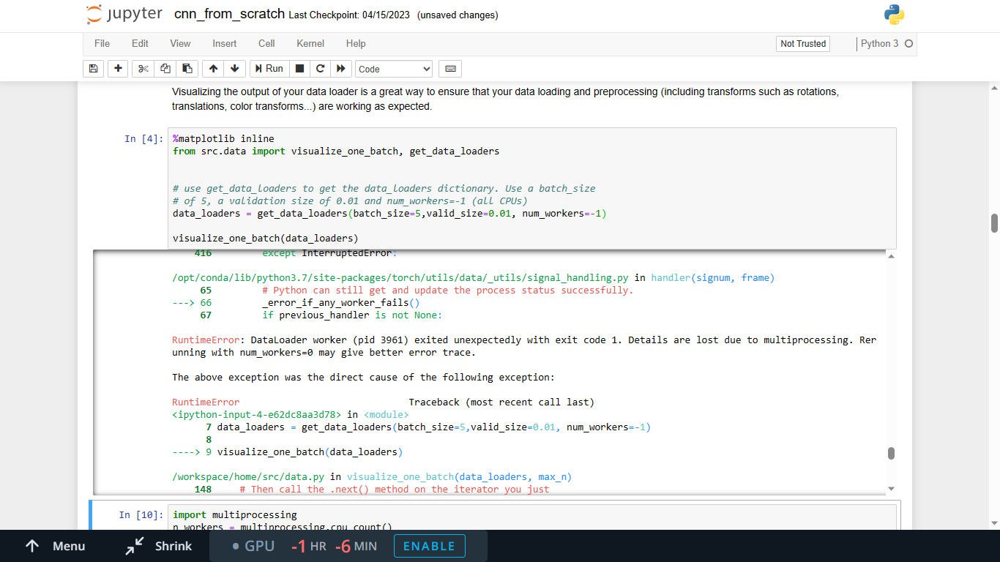 jupyter cnn_from_scratch Last Checkpoint: 04/15/2023 (unsaved changes)
File Edit View Insert Cell Kernel Help Not Trusted Python 3
Run Code
Visualizing the output of your data loader is a great way to ensure that your data loading and preprocessing (including transforms such as rotations,
translations, color transforms...) are working as expected.
In [4]: %matplotlib inline
from src.data import visualize_one_batch, get_data_loaders
# use get_data_loaders to get the data_loaders dictionary. Use a batch_size
# of 5, a validation size of 0.01 and num_workers=-1 (all CPUs)
data_loaders = get_data_loaders(batch_size=5,valid_size=0.01, num_workers=-1)
visualize_one_batch(data_loaders)
416 except InterruptedError:
/opt/conda/lib/python3.7/site-packages/torch/utils/data/_utils/signal_handling.py in handler(signum, frame)
65 # Python can still get and update the process status successfully.
---> 66 _error_if_any_worker_fails()
67 if previous_handler is not None:
RuntimeError: DataLoader worker (pid 3961) exited unexpectedly with exit code 1. Details are lost due to multiprocessing. Rer
unning with num_workers=0 may give better error trace.
The above exception was the direct cause of the following exception:
RuntimeError Traceback (most recent call last)
<ipython-input-4-e62dc8aa3d78> in <module>
7 data_loaders = get_data_loaders(batch_size=5,valid_size=0.01, num_workers=-1)
8
----> 9 visualize_one_batch(data_loaders)
/workspace/home/src/data.py in visualize_one_batch(data_loaders, max_n)
148 # Then call the .next() method on the iterator you just
In [10]: import multiprocessing
n_workers = multiprocessing.cpu_count()
Menu Shrink GPU -1 HR -6 MIN ENABLE